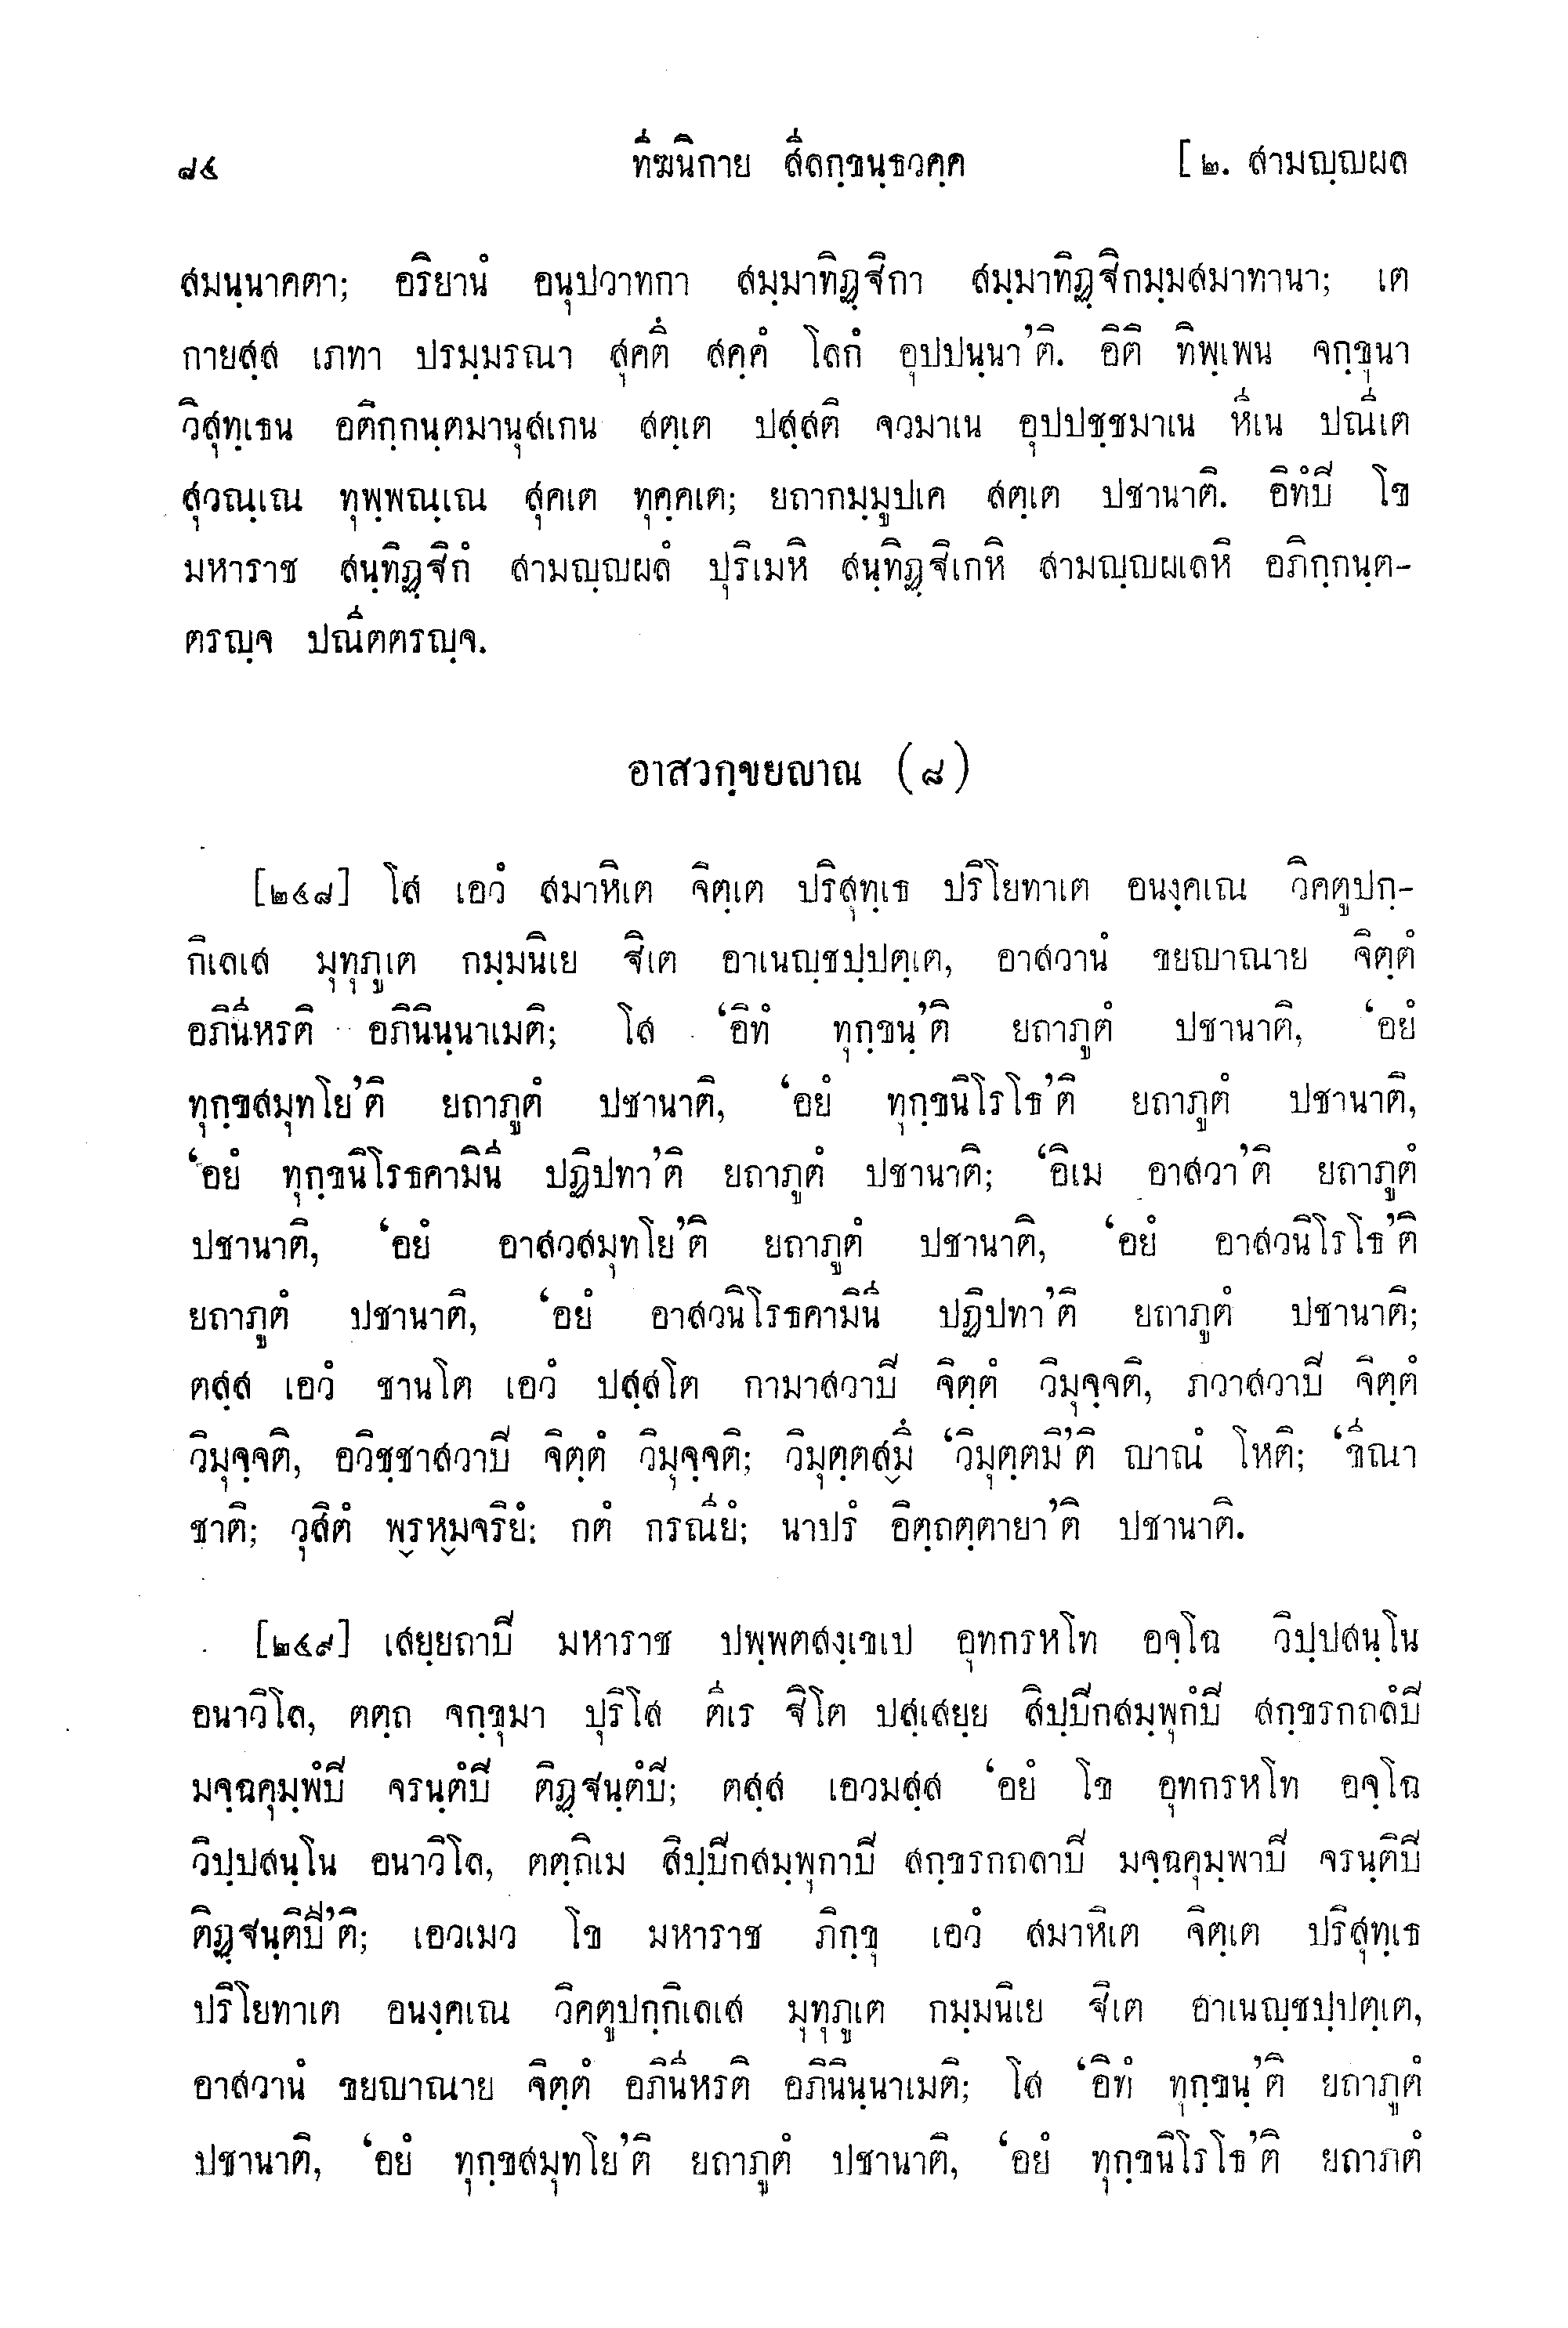 ๘๔ ทีฆนิกาย สีลกฺขนฺธวคฺค [ ๒. สามญฺญผล
สมนฺนาคตา; อริยานํ อนุปวาทกา สมฺมาทิฏฺฐิกา สมฺมาทิฏฺฐิกมฺมสมาทานา; เต
กายสฺส เภทา ปรมฺมรณา สุคตึ สคฺคํ โลกํ อุปปนฺนา’ติ. อิติ ทิพฺเพน จกฺขุนา
วิสุทฺเธน อติกฺกนฺตมานุสเกน สตฺเต ปสฺสติ จวมาเน อุปปชฺชมาเน หีเน ปณีเต
สุวณฺเณ ทุพฺพณฺเณ สุคเต ทุคฺคเต; ยถากมฺมูปเค สตฺเต ปชานาติ. อิทํปิ โข
มหาราช สนฺทิฏฺฐิกํ สามญฺญผลํ ปุริเมหิ สนฺทิฏฺฐิเกหิ สามญฺญผเลหิ อภิกฺกนฺต-
ตรญฺจ ปณีตตรญฺจ.
อาสวกฺขยญาณ (๘)
[๒๔๘] โส เอวํ สมาหิเต จิตฺเต ปริสุทฺเธ ปริโยทาเต อนงฺคเณ วิคตูปกฺ-
กิเลเส มุทุภูเต กมฺมนิเย ฐิเต อาเนญฺชปฺปตฺเต, อาสวานํ ขยญาณาย จิตฺตํ
อภินีหรติ อภินินฺนาเมติ; โส ‘อิทํ ทุกฺขนฺ’ติ ยถาภูตํ ปชานาติ, ‘อยํ
ทุกฺขสมุทโย’ติ ยถาภูตํ ปชานาติ, ‘อยํ ทุกฺขนิโรโธ’ติ ยถาภูตํ ปชานาติ,
‘อยํ ทุกฺขนิโรธคามินี ปฏิปทา’ติ ยถาภูตํ ปชานาติ; ‘อิเม อาสวา’ติ ยถาภูตํ
ปชานาติ, ‘อยํ อาสวสมุทโย’ติ ยถาภูตํ ปชานาติ, ‘อยํ อาสวนิโรโธ’ติ
ยถาภูตํ ปชานาติ, ‘อยํ อาสวนิโรธคามินี ปฏิปทา’ติ ยถาภูตํ ปชานาติ;
ตสฺส เอวํ ชานโต เอวํ ปสฺสโต กามาสวาปิ จิตฺตํ วิมุจฺจติ, ภวาสวาปิ จิตฺตํ
วิมุจฺจติ, อวิชฺชาสวาปิ จิตฺตํ วิมุจฺจติ; วิมุตฺตสฺมึ ‘วิมุตฺตมิ’ติ ญาณํ โหติ; ‘ขีณา
ชาติ; วุสิตํ พฺรหฺมจริยํ; กตํ กรณียํ; นาปรํ อิตฺถตฺตายา’ติ ปชานาติ.
[๒๔๙] เสยฺยถาปิ มหาราช ปพฺพตสงฺเขเป อุทกรหโท อจฺโฉ วิปฺปสนฺโน
อนาวิโล, ตตฺถ จกฺขุมา ปุริโส ตีเร ฐิโต ปสฺเสยฺย สิปฺปิกสมฺพุกํปิ สกฺขรกถลํปิ
มจฺฉคุมฺพํปิ จรนฺตํปิ ติฏฺฐนฺตํปิ; ตสฺส เอวมสฺส ‘อยํ โข อุทกรหโท อจฺโฉ
วิปฺปสนฺโน อนาวิโล, ตตฺถิเม สิปฺปิกสมฺพุกาปิ สกฺขรกถลาปิ มจฺฉคุมฺพาปิ จรนฺติปิ
ติฏฺฐนฺติปี’ติ; เอวเมว โข มหาราช ภิกฺขุ เอวํ สมาหิเต จิตฺเต ปริสุทฺเธ
ปริโยทาเต อนงฺคเณ วิคตูปกฺกิเลเส มุทุภูเต กมฺมนิเย ฐิเต อาเนญฺชปฺปตฺเต,
อาสวานํ ขยญาณาย จิตฺตํ อภินีหรติ อภินินฺนาเมติ; โส ‘อิทํ ทุกฺขนฺ’ติ ยถาภูตํ
ปชานาติ, ‘อยํ ทุกฺขสมุทโย’ติ ยถาภูตํ ปชานาติ, ‘อยํ ทุกฺขนิโรโธ’ติ ยถาภตํ